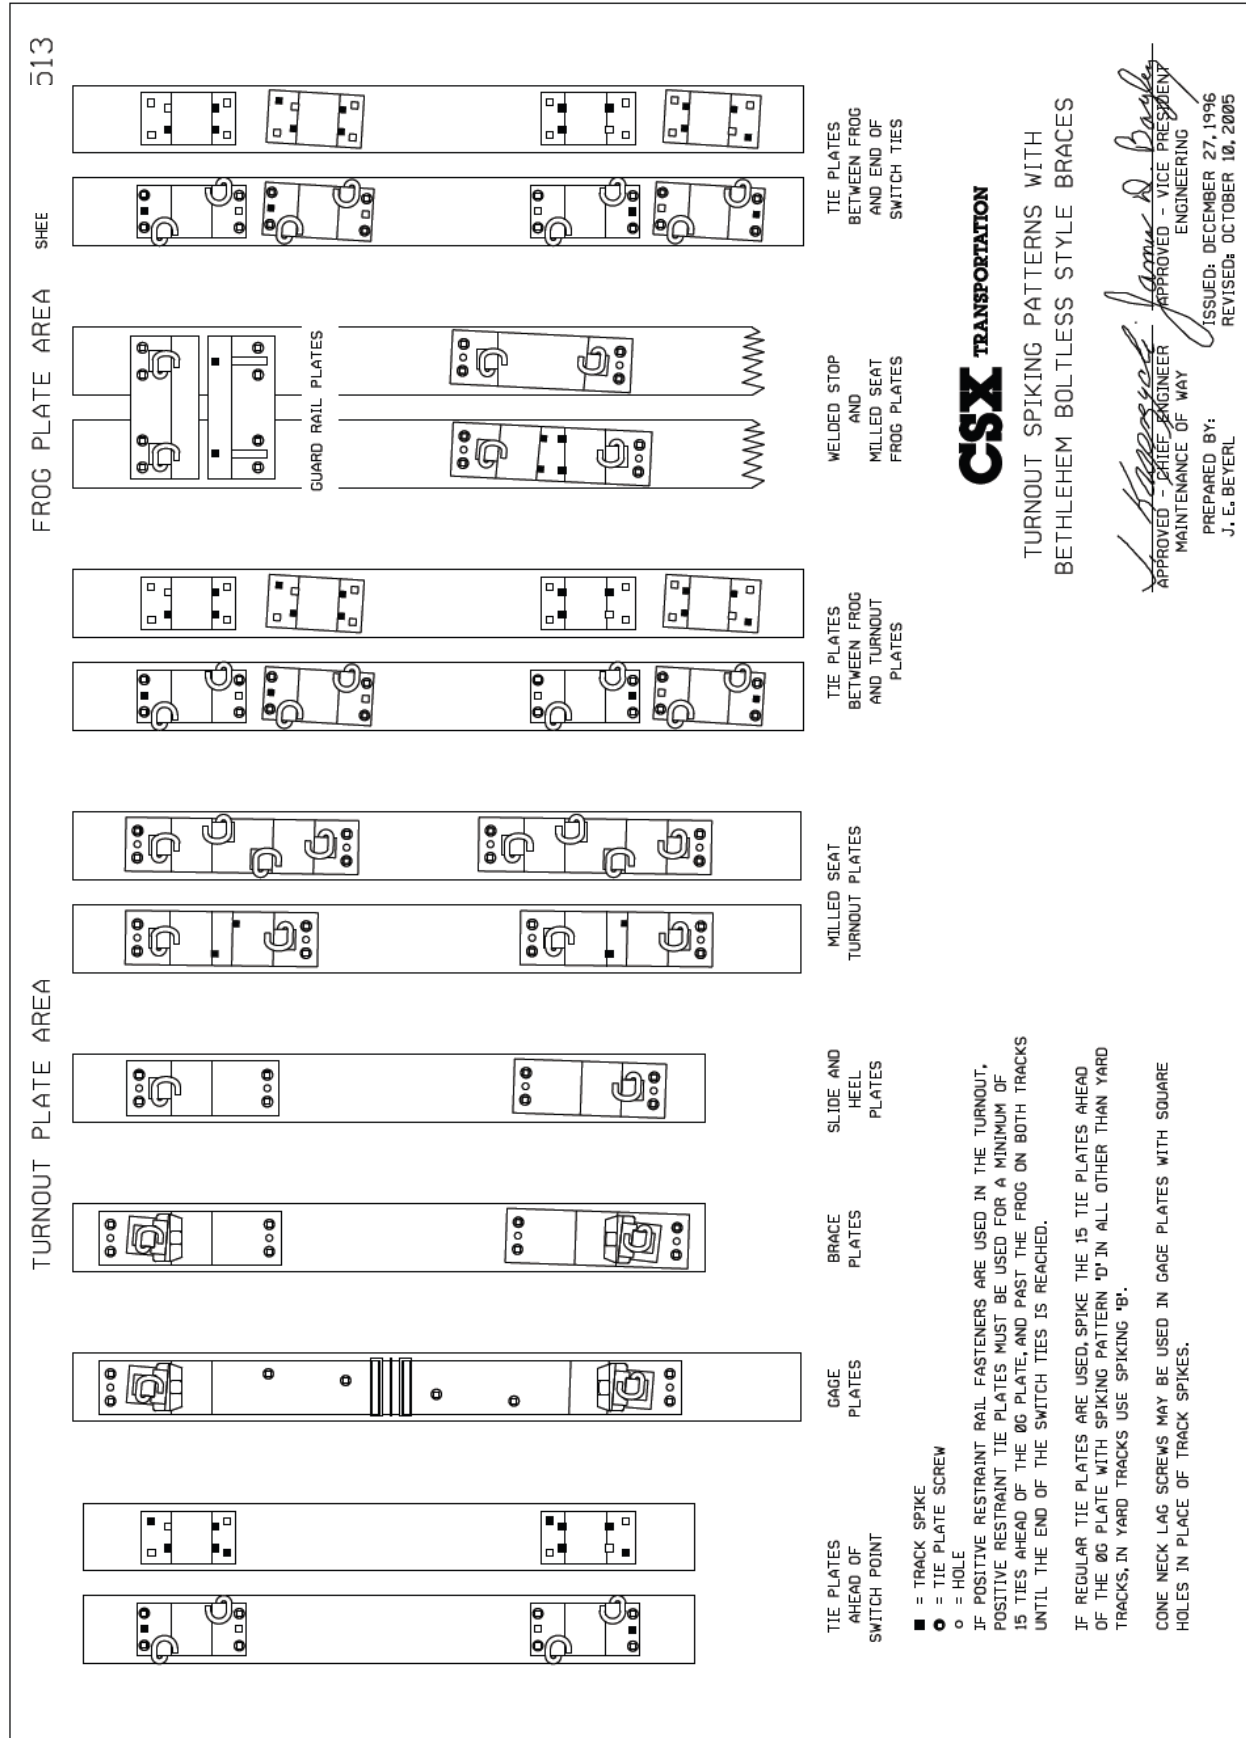 TURNOUT PLATE AREA
FROG PLATE AREA
SHEE
513
GUARD RAIL PLATES
TIE PLATES
AHEAD OF
SWITCH POINT
GAGE
PLATES
BRACE
PLATES
SLIDE AND
HEEL
PLATES
MILLED SEAT
TURNOUT PLATES
TIE PLATES
BETWEEN FROG
AND TURNOUT
PLATES
WELDED STOP
AND
MILLED SEAT
FROG PLATES
TIE PLATES
BETWEEN FROG
AND END OF
SWITCH TIES
■ = TRACK SPIKE
= TIE PLATE SCREW
○ = HOLE
IF POSITIVE RESTRAINT RAIL FASTENERS ARE USED IN THE TURNOUT,
POSITIVE RESTRAINT TIE PLATES MUST BE USED FOR A MINIMUM OF
15 TIES AHEAD OF THE 0G PLATE, AND PAST THE FROG ON BOTH TRACKS
UNTIL THE END OF THE SWITCH TIES IS REACHED.
IF REGULAR TIE PLATES ARE USED, SPIKE THE 15 TIE PLATES AHEAD
OF THE 0G PLATE WITH SPIKING PATTERN 'D' IN ALL OTHER THAN YARD
TRACKS, IN YARD TRACKS USE SPIKING 'B'.
CONE NECK LAG SCREWS MAY BE USED IN GAGE PLATES WITH SQUARE
HOLES IN PLACE OF TRACK SPIKES.
CSX TRANSPORTATION
TURNOUT SPIKING PATTERNS WITH
BETHLEHEM BOLTLESS STYLE BRACES
APPROVED - CHIEF ENGINEER
MAINTENANCE OF WAY
James D. Bagley
APPROVED - VICE PRESIDENT
ENGINEERING
PREPARED BY:
J. E. BEYERL
ISSUED: DECEMBER 27, 1996
REVISED: OCTOBER 10, 2005